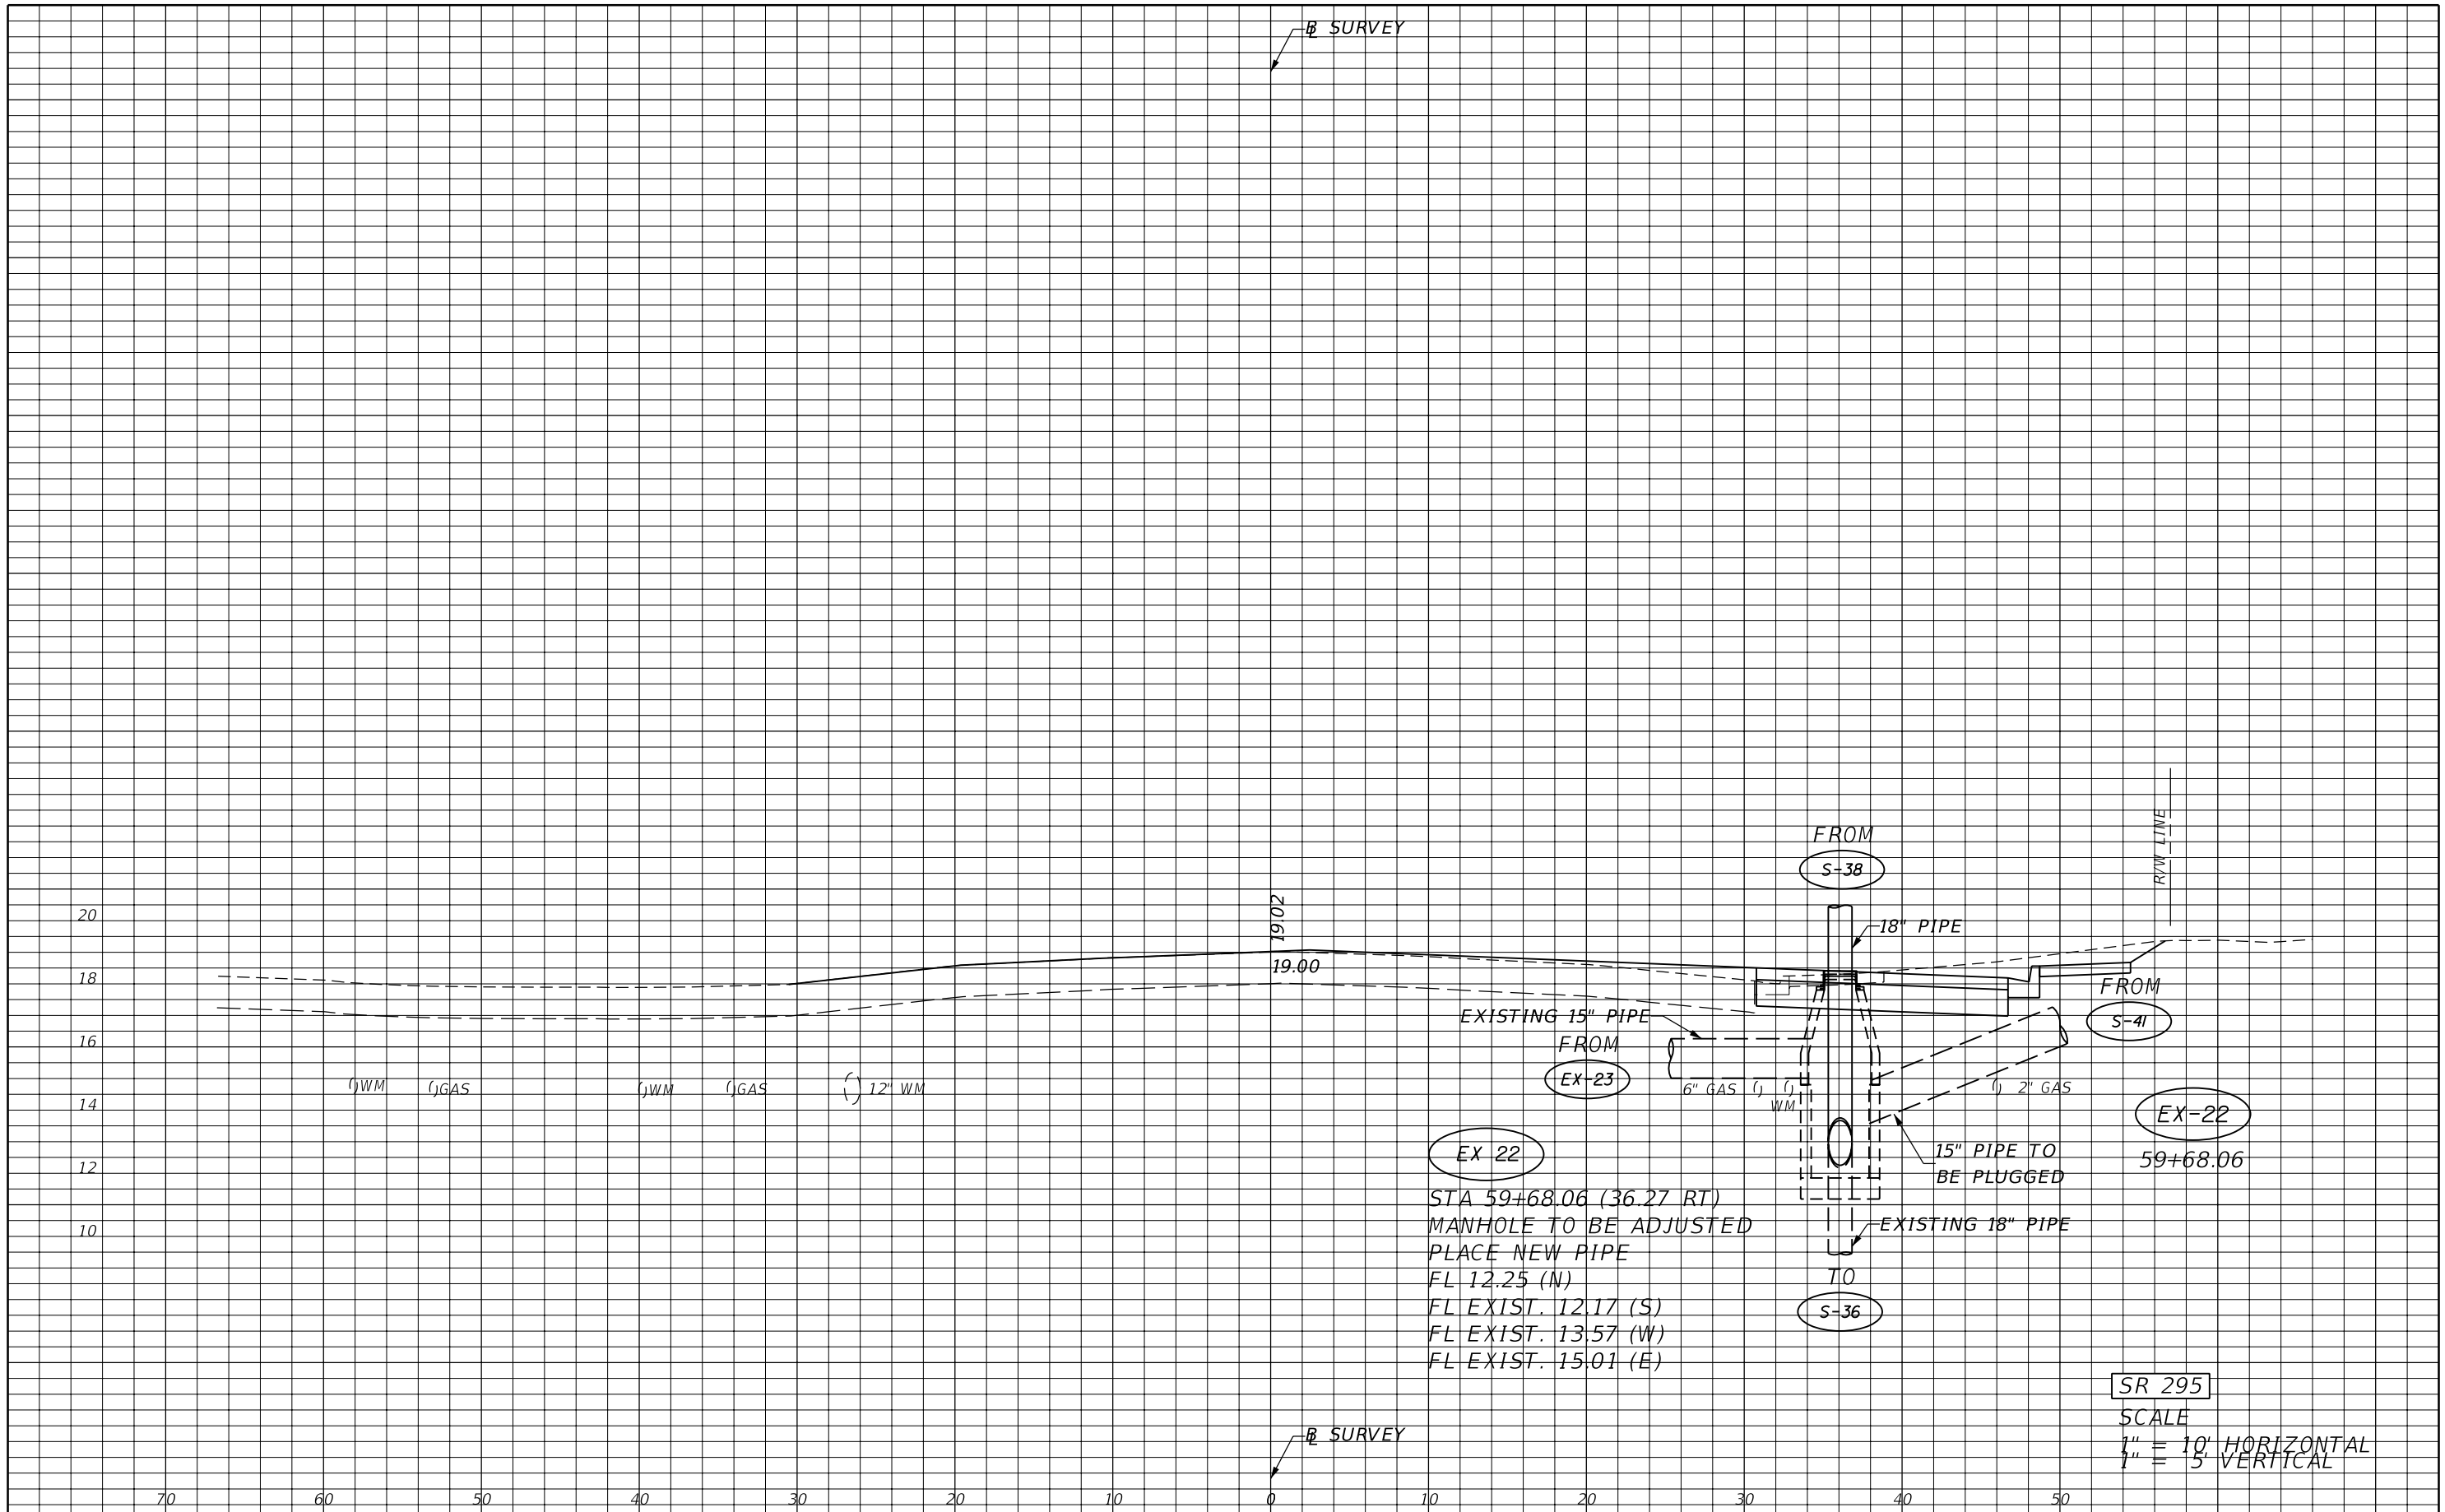 ℄ SURVEY
R/W LINE
FROM
S-38
18" PIPE
20
19.02
18
19.00
FROM
S-41
EXISTING 15" PIPE
16
FROM
EX-23
WM
GAS
WM
GAS
12" WM
6" GAS
WM
2" GAS
14
EX-22
59+68.06
15" PIPE TO
BE PLUGGED
12
EX 22
STA 59+68.06 (36.27 RT)
MANHOLE TO BE ADJUSTED
PLACE NEW PIPE
FL 12.25 (N)
FL EXIST. 12.17 (S)
FL EXIST. 13.57 (W)
FL EXIST. 15.01 (E)
10
EXISTING 18" PIPE
TO
S-36
SR 295
SCALE
1" = 10' HORIZONTAL
1" = 5' VERTICAL
℄ SURVEY
70 60 50 40 30 20 10 0 10 20 30 40 50